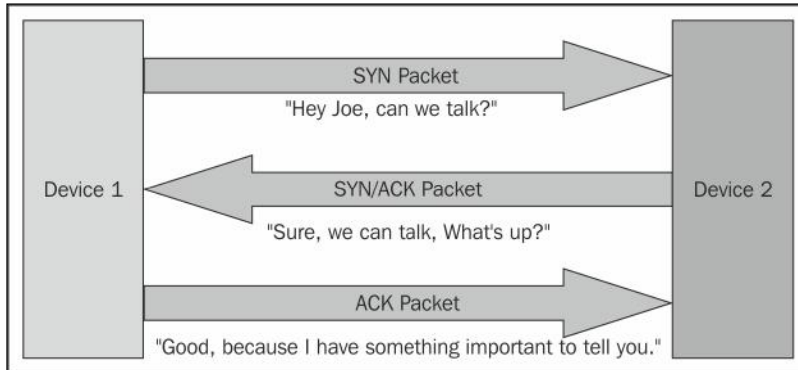 SYN Packet
"Hey Joe, can we talk?"
Device 1
SYN/ACK Packet
Device 2
"Sure, we can talk, What's up?"
ACK Packet
"Good, because I have something important to tell you."